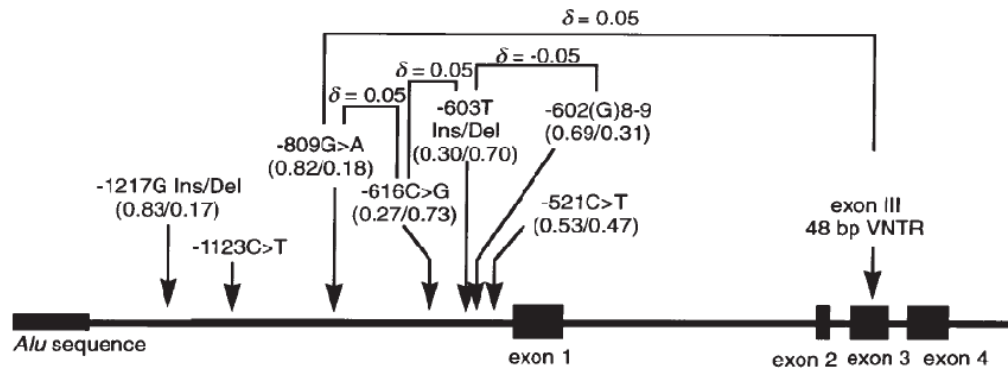 δ = 0.05
δ = -0.05
δ = 0.05
δ = 0.05
-603T
Ins/Del
(0.30/0.70)
-602(G)8-9
(0.69/0.31)
-809G>A
(0.82/0.18)
-616C>G
(0.27/0.73)
-1217G Ins/Del
(0.83/0.17)
-521C>T
(0.53/0.47)
exon III
48 bp VNTR
-1123C>T
Alu sequence
exon 1
exon 2
exon 3
exon 4